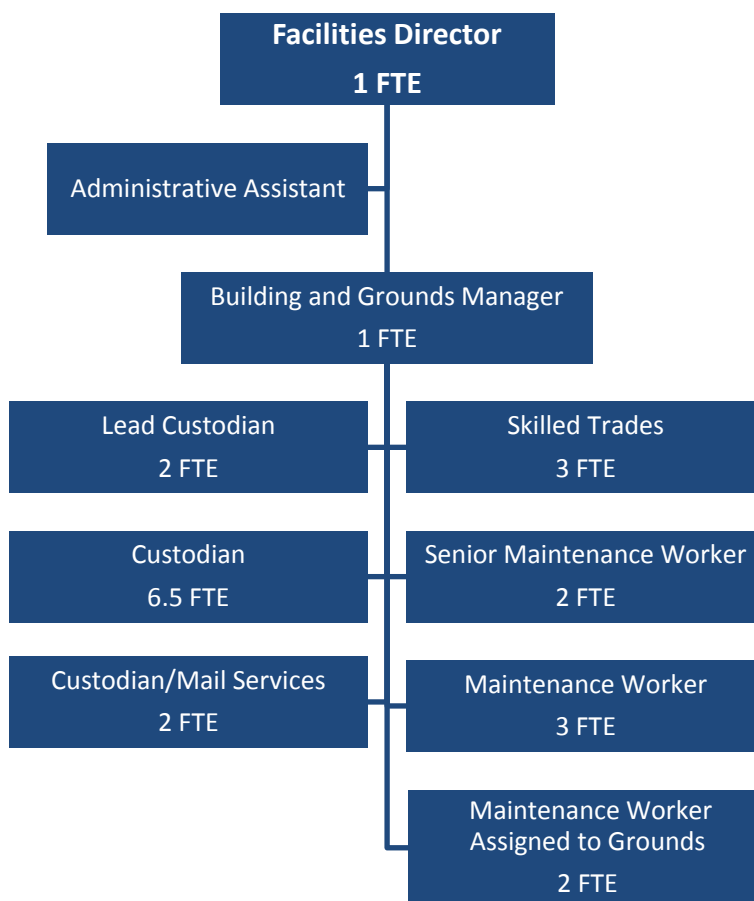 Facilities Director
1 FTE
Administrative Assistant
Building and Grounds Manager
1 FTE
Lead Custodian
2 FTE
Skilled Trades
3 FTE
Custodian
6.5 FTE
Senior Maintenance Worker
2 FTE
Custodian/Mail Services
2 FTE
Maintenance Worker
3 FTE
Maintenance Worker
Assigned to Grounds
2 FTE